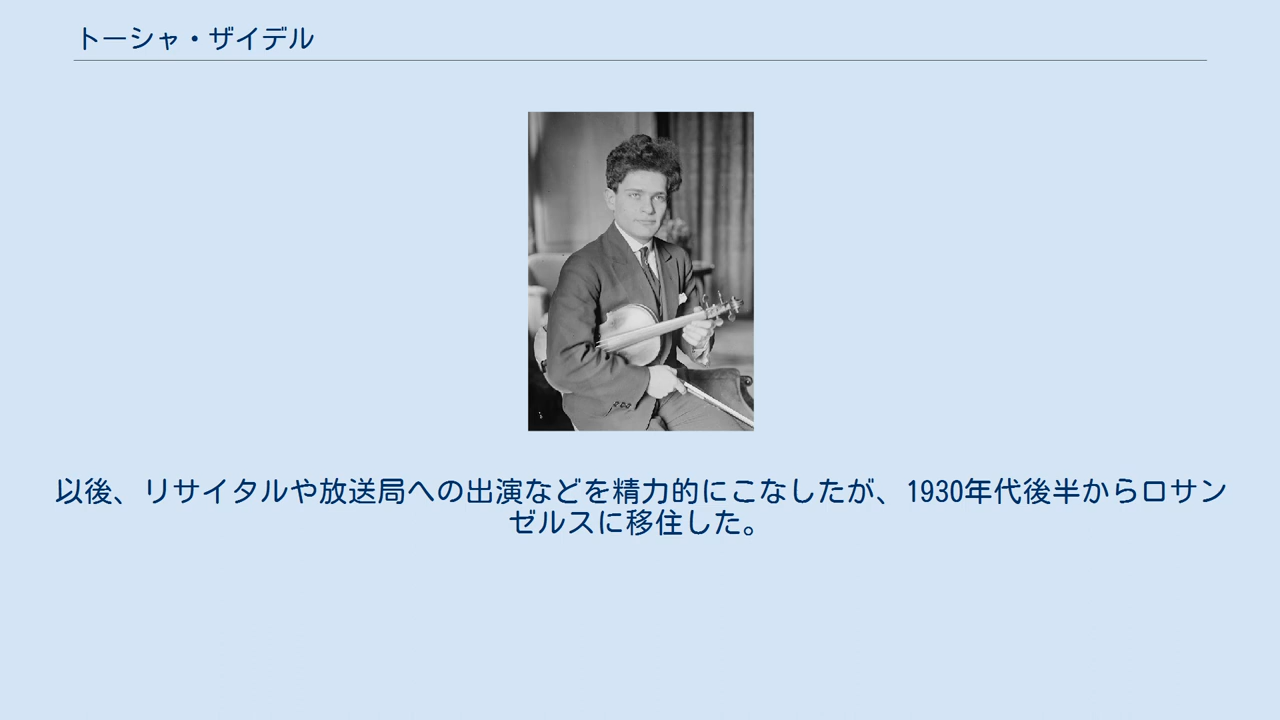 トーシャ・ザイデル
以後、リサイタルや放送局への出演などを精力的にこなしたが、1930年代後半からロサン
ゼルスに移住した。